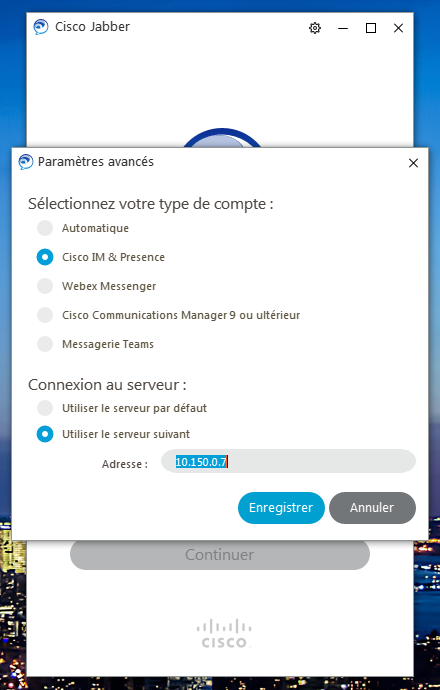 Cisco Jabber
Paramètres avancés
Sélectionnez votre type de compte :
Automatique
Cisco IM & Presence
Webex Messenger
Cisco Communications Manager 9 ou ultérieur
Messagerie Teams
Connexion au serveur :
Utiliser le serveur par défaut
Utiliser le serveur suivant
Adresse : 10.150.0.7
Enregistrer Annuler
Continuer
CISCO